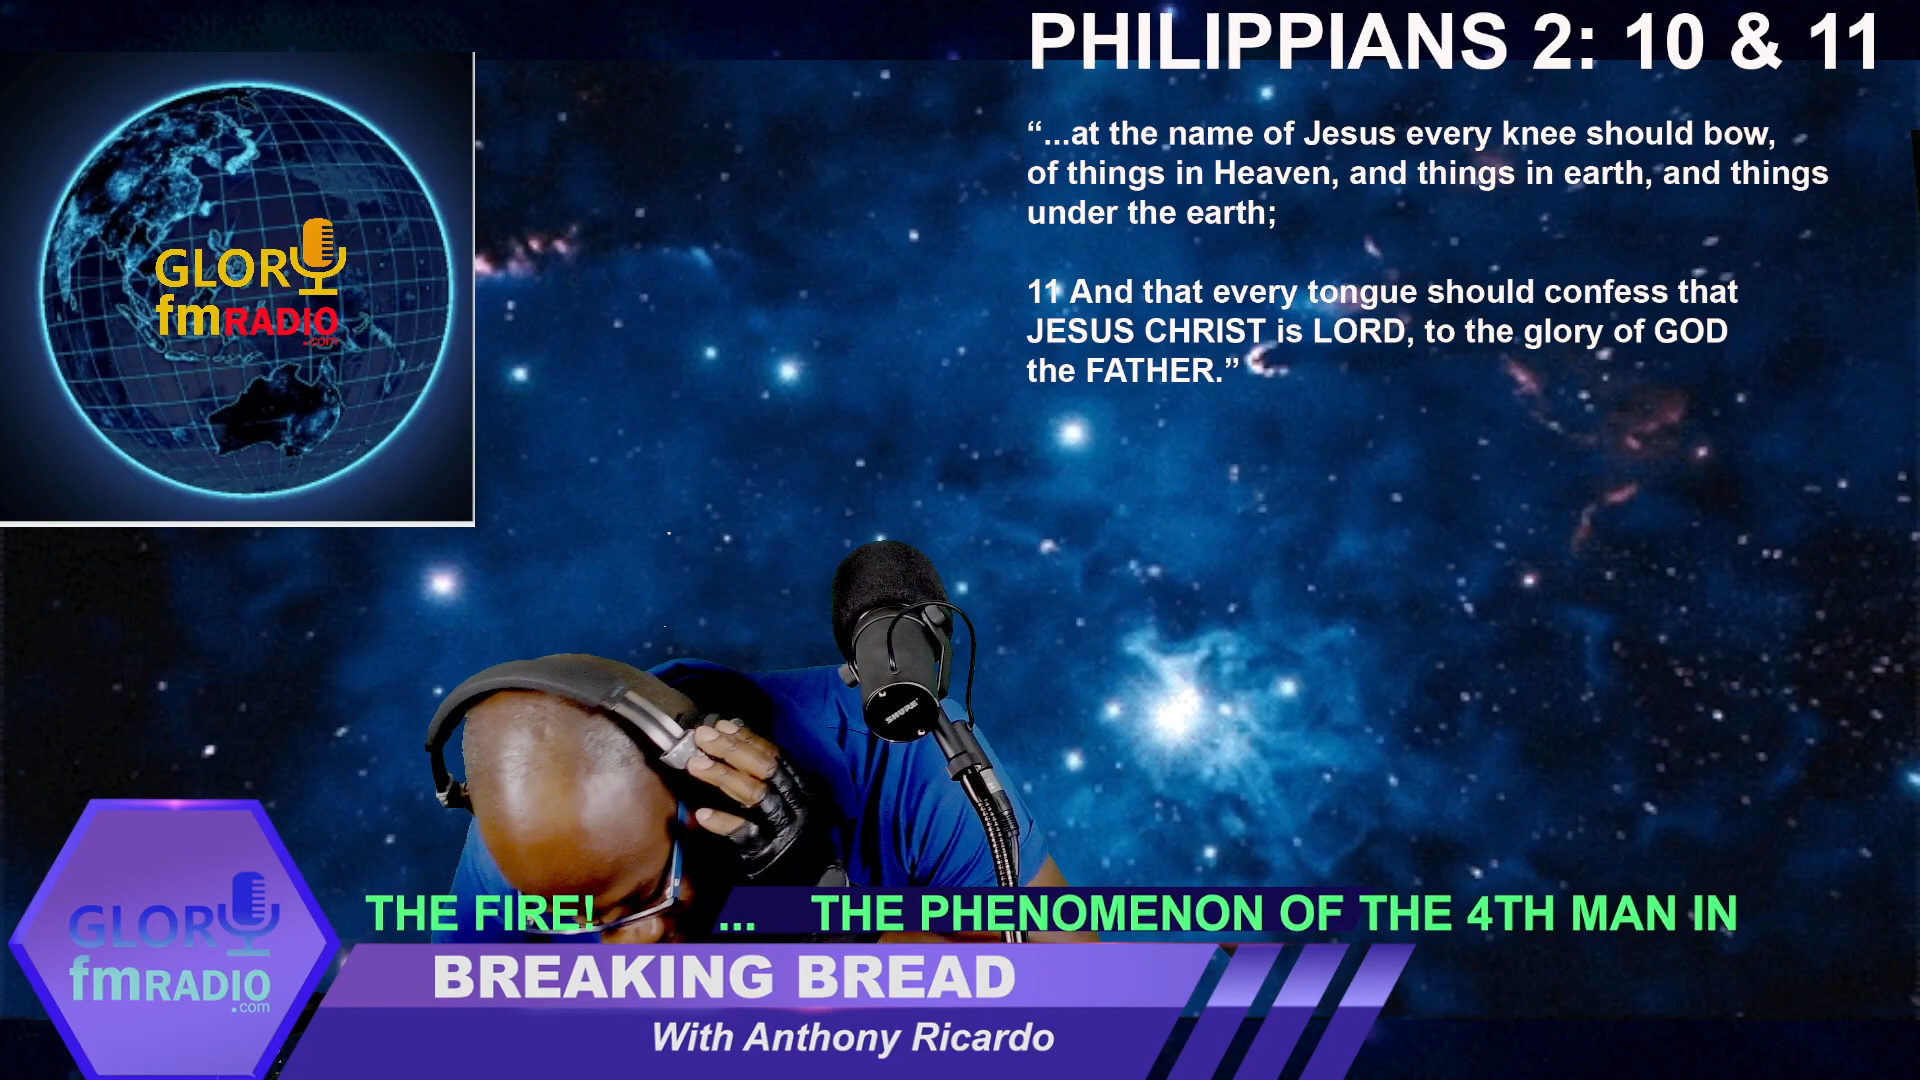 PHILIPPIANS 2: 10 & 11
“...at the name of Jesus every knee should bow,
of things in Heaven, and things in earth, and things
under the earth;
11 And that every tongue should confess that
JESUS CHRIST is LORD, to the glory of GOD
the FATHER.”
GLORY
fmRADIO
.com
SHURE
THE FIRE! ... THE PHENOMENON OF THE 4TH MAN IN
GLORY
fmRADIO
.com
BREAKING BREAD
With Anthony Ricardo